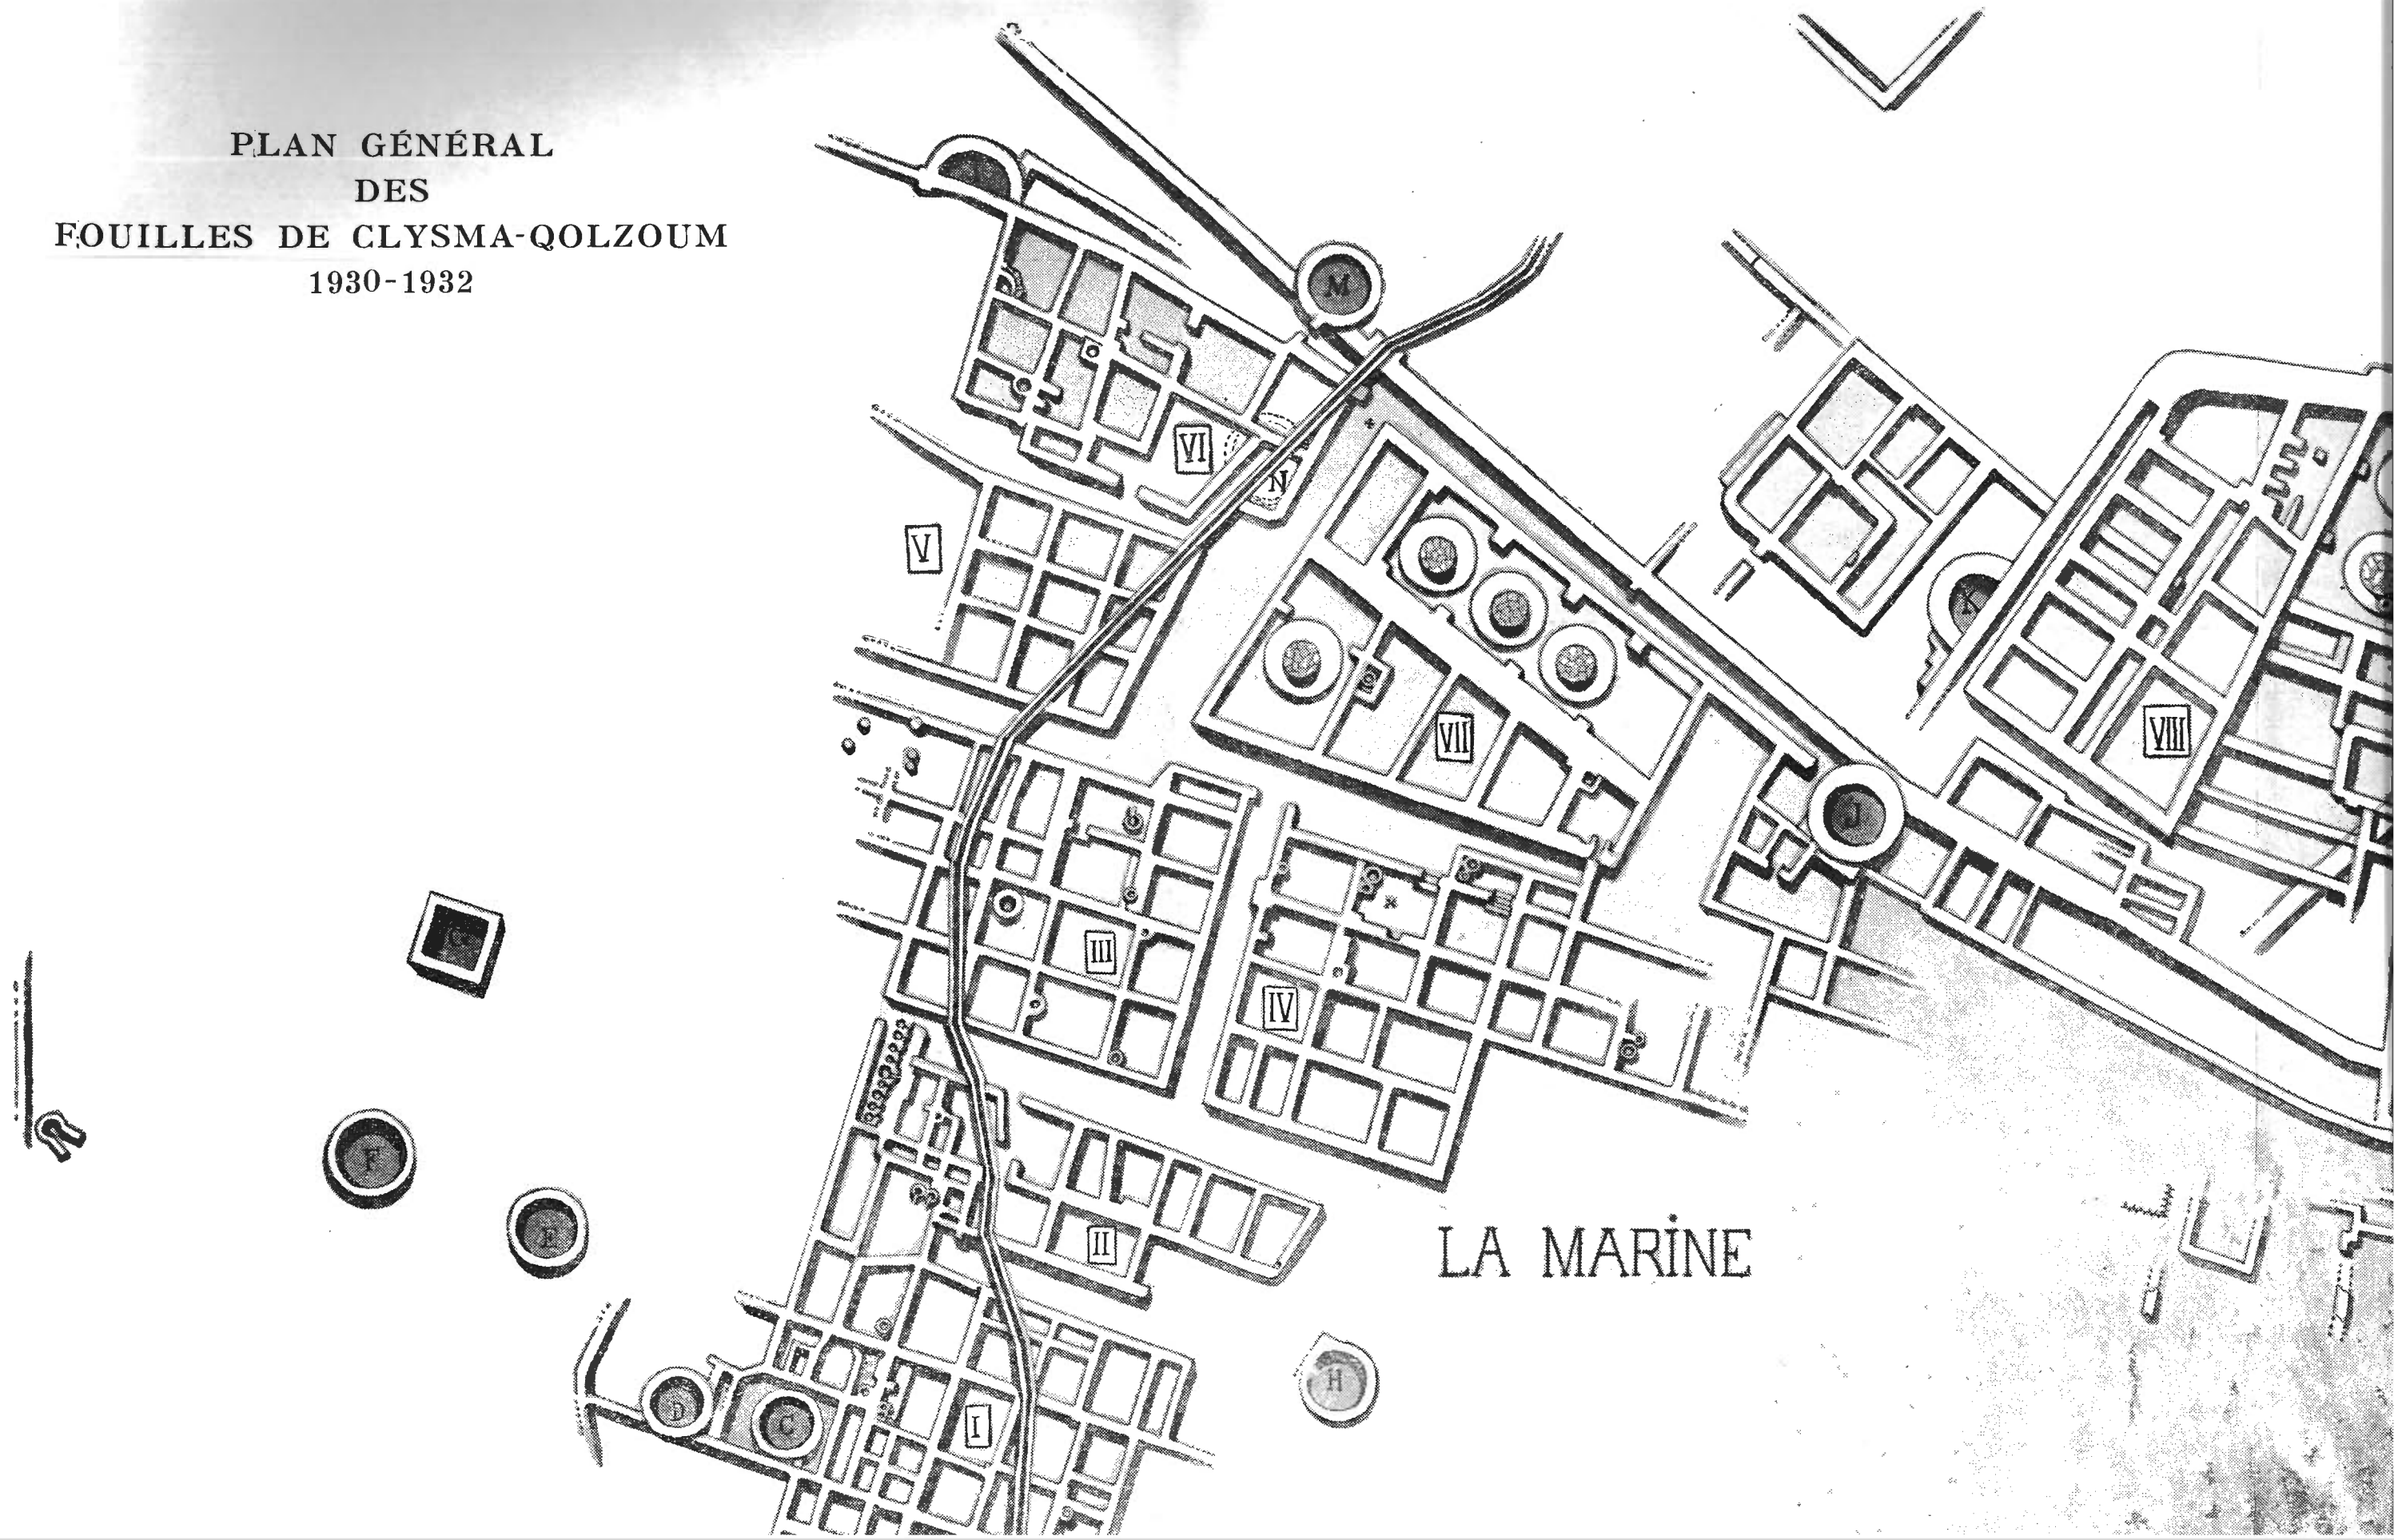 PLAN GÉNÉRAL
DES
FOUILLES DE CLYSMA-QOLZOUM
1930-1932
M
VI
N
V
K
VII
VIII
J
G
III
IV
F
E
II
LA MARINE
H
D
C
I